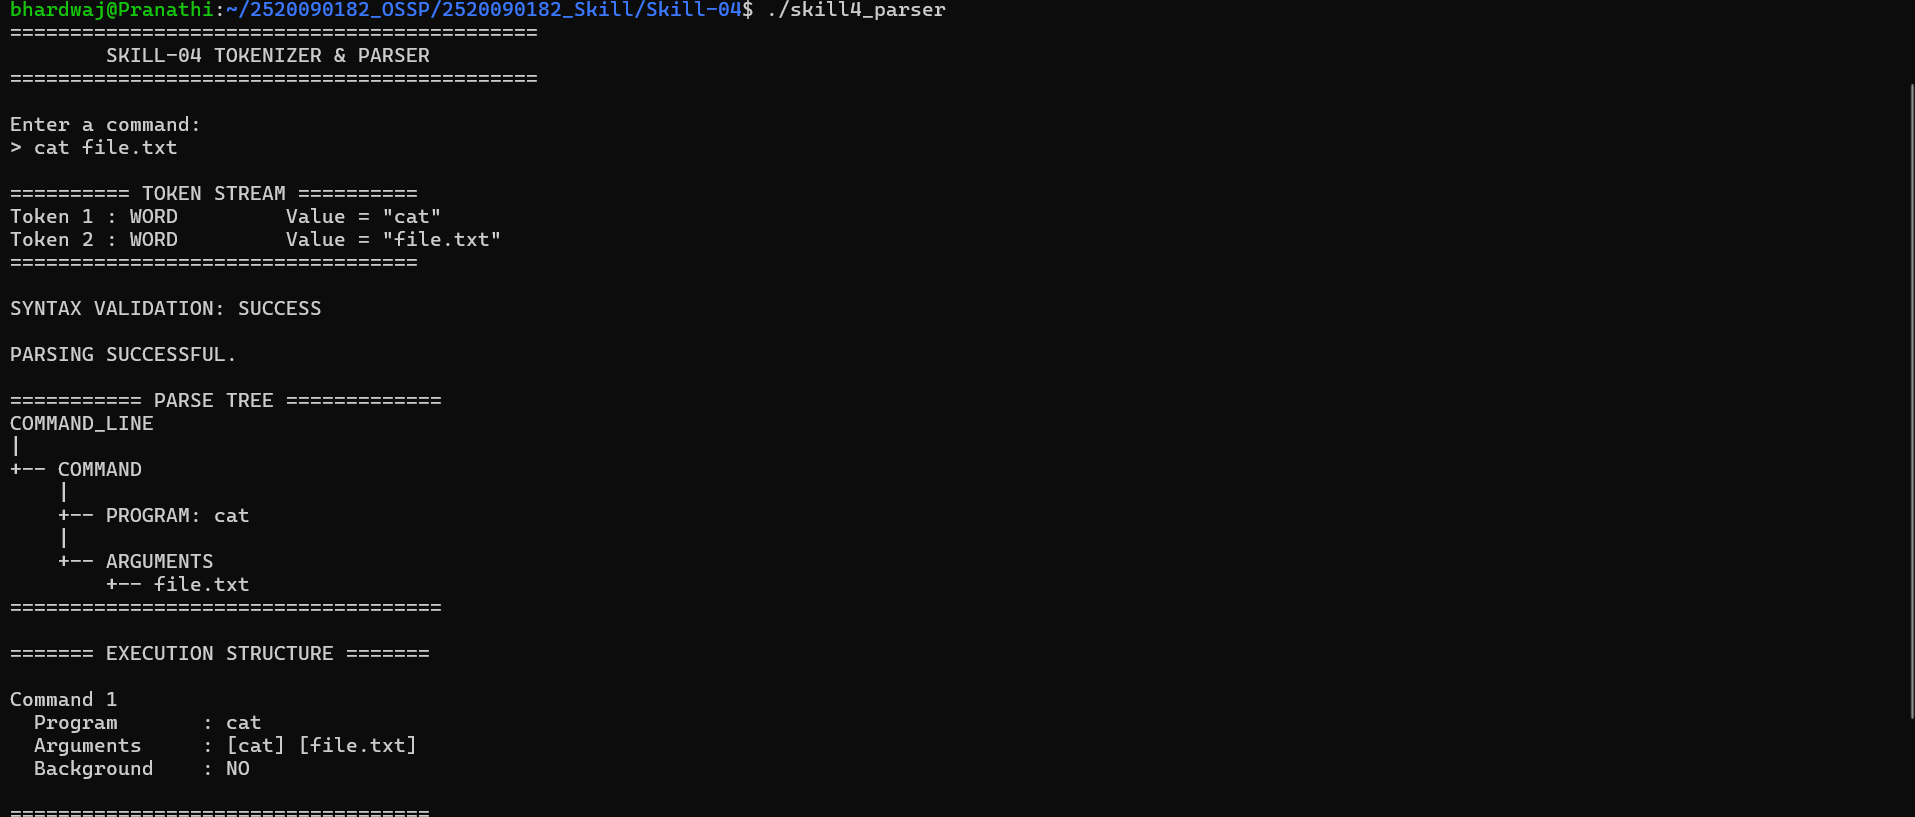 bhardwaj@Pranathi:~/2520090182_OSSP/2520090182_Skill/Skill-04$ ./skill4_parser
============================================
        SKILL-04 TOKENIZER & PARSER
============================================

Enter a command:
> cat file.txt

========== TOKEN STREAM ==========
Token 1 : WORD         Value = "cat"
Token 2 : WORD         Value = "file.txt"
==================================

SYNTAX VALIDATION: SUCCESS

PARSING SUCCESSFUL.

=========== PARSE TREE =============
COMMAND_LINE
|
+-- COMMAND
    |
    +-- PROGRAM: cat
    |
    +-- ARGUMENTS
        +-- file.txt
====================================

======= EXECUTION STRUCTURE =======

Command 1
  Program       : cat
  Arguments     : [cat] [file.txt]
  Background    : NO

===================================